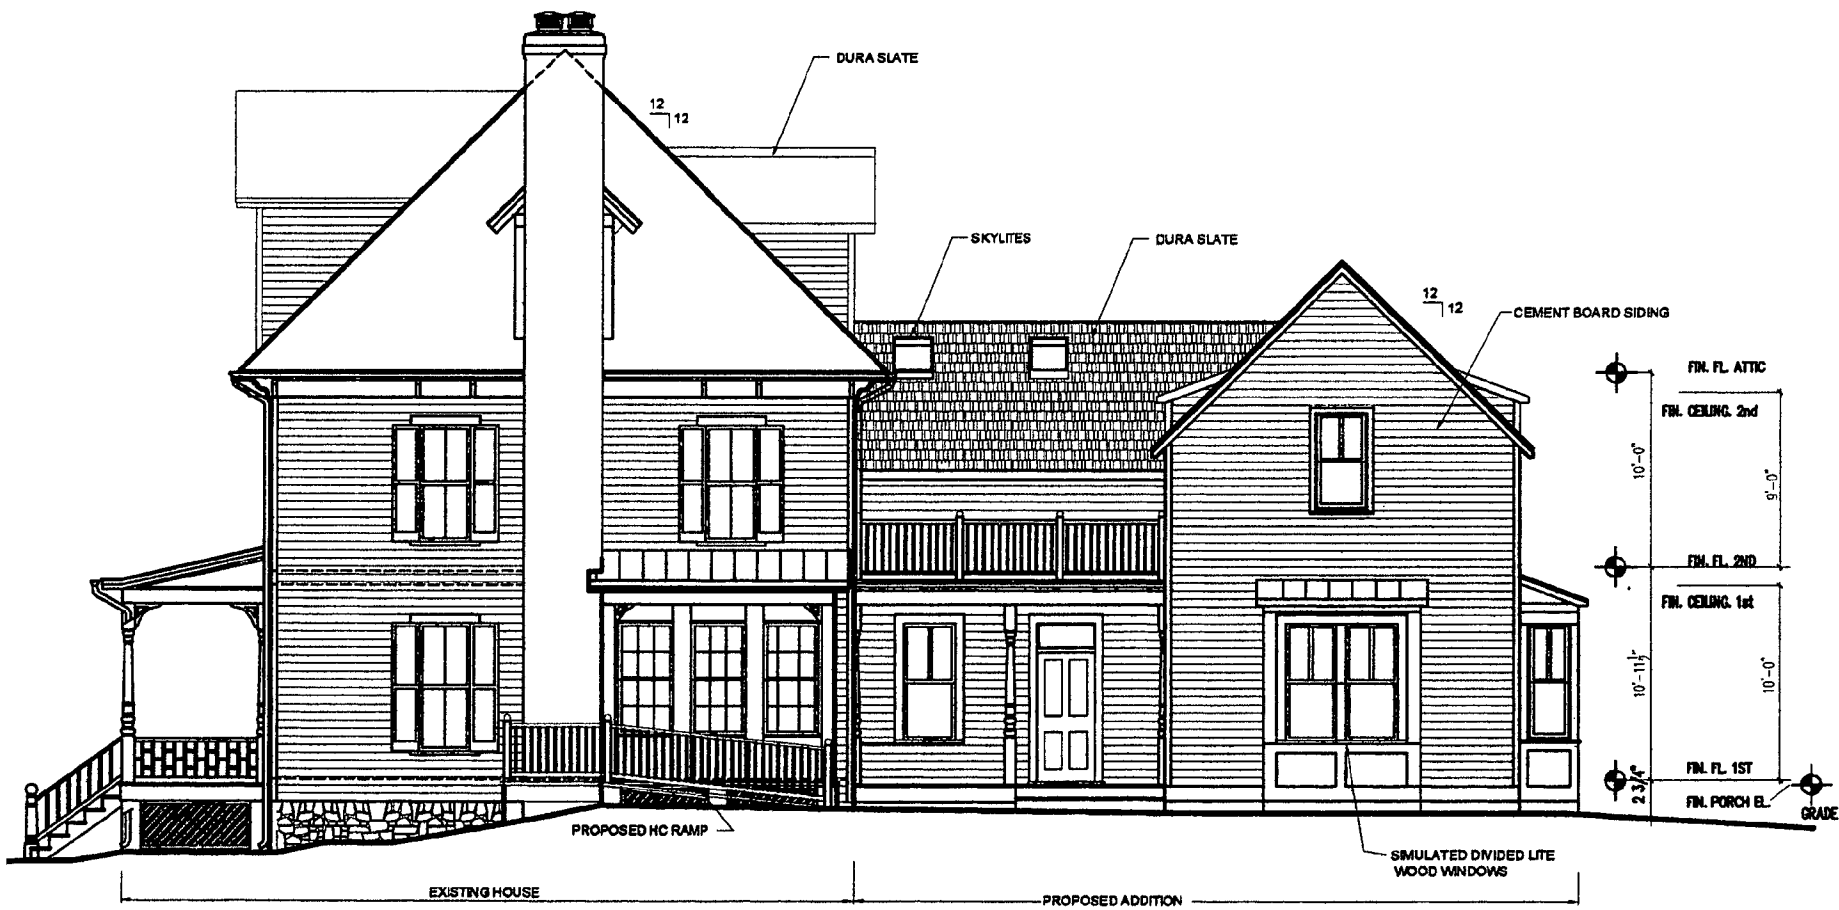 DURA SLATE
12
12
SKYLITES
DURA SLATE
12
12
CEMENT BOARD SIDING
FIN. FL. ATTIC
FIN. CEILING. 2nd
10'-0"
9'-0"
FIN. FL. 2ND
FIN. CEILING. 1st
10'-11½"
10'-0"
FIN. FL. 1ST
2 3/4"
FIN. PORCH EL.
GRADE
PROPOSED HC RAMP
SIMULATED DIVIDED LITE
WOOD WINDOWS
EXISTING HOUSE
PROPOSED ADDITION